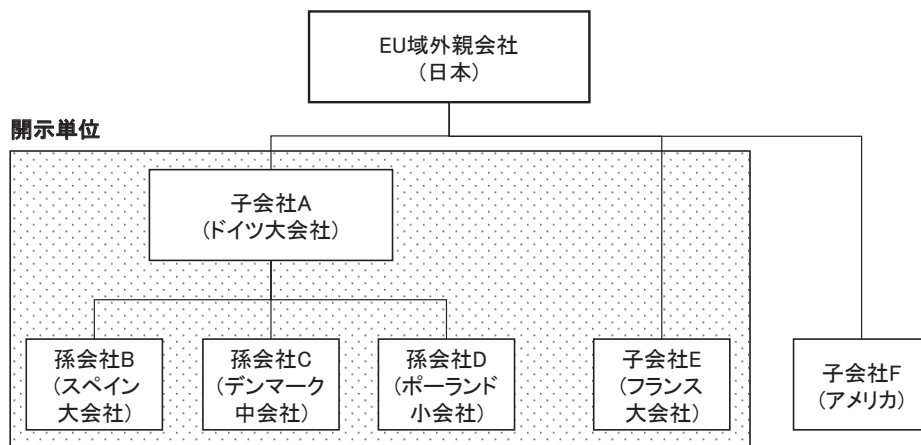 EU域外親会社
（日本）
開示単位
子会社A
（ドイツ大会社）
孫会社B
（スペイン
大会社）
孫会社C
（デンマーク
中会社）
孫会社D
（ポーランド
小会社）
子会社E
（フランス
大会社）
子会社F
（アメリカ）